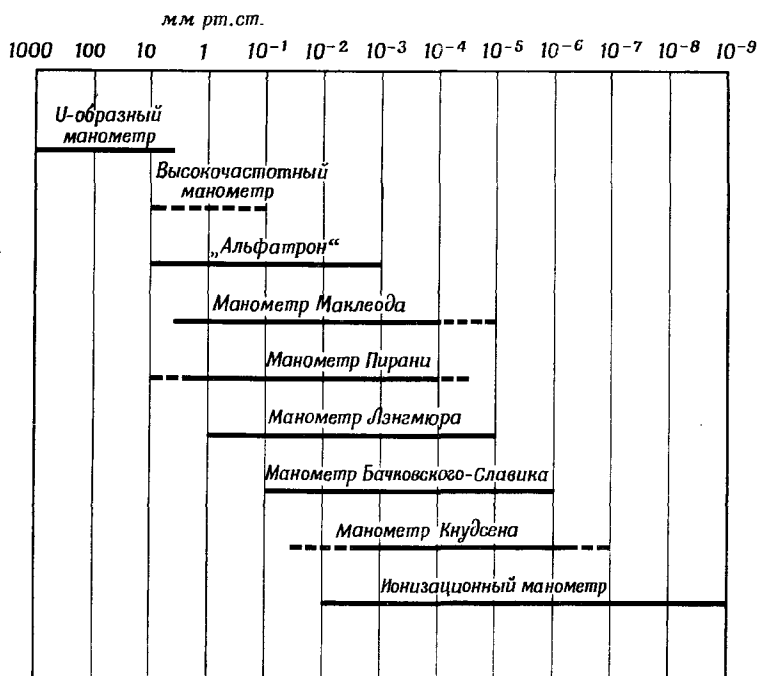 мм рт.ст.
1000 100 10 1 10⁻¹ 10⁻² 10⁻³ 10⁻⁴ 10⁻⁵ 10⁻⁶ 10⁻⁷ 10⁻⁸ 10⁻⁹
U-образный
манометр
Высокочастотный
манометр
„Альфатрон“
Манометр Маклеода
Манометр Пирани
Манометр Лэнгмюра
Манометр Бачковского-Славика
Манометр Кнудсена
Ионизационный манометр